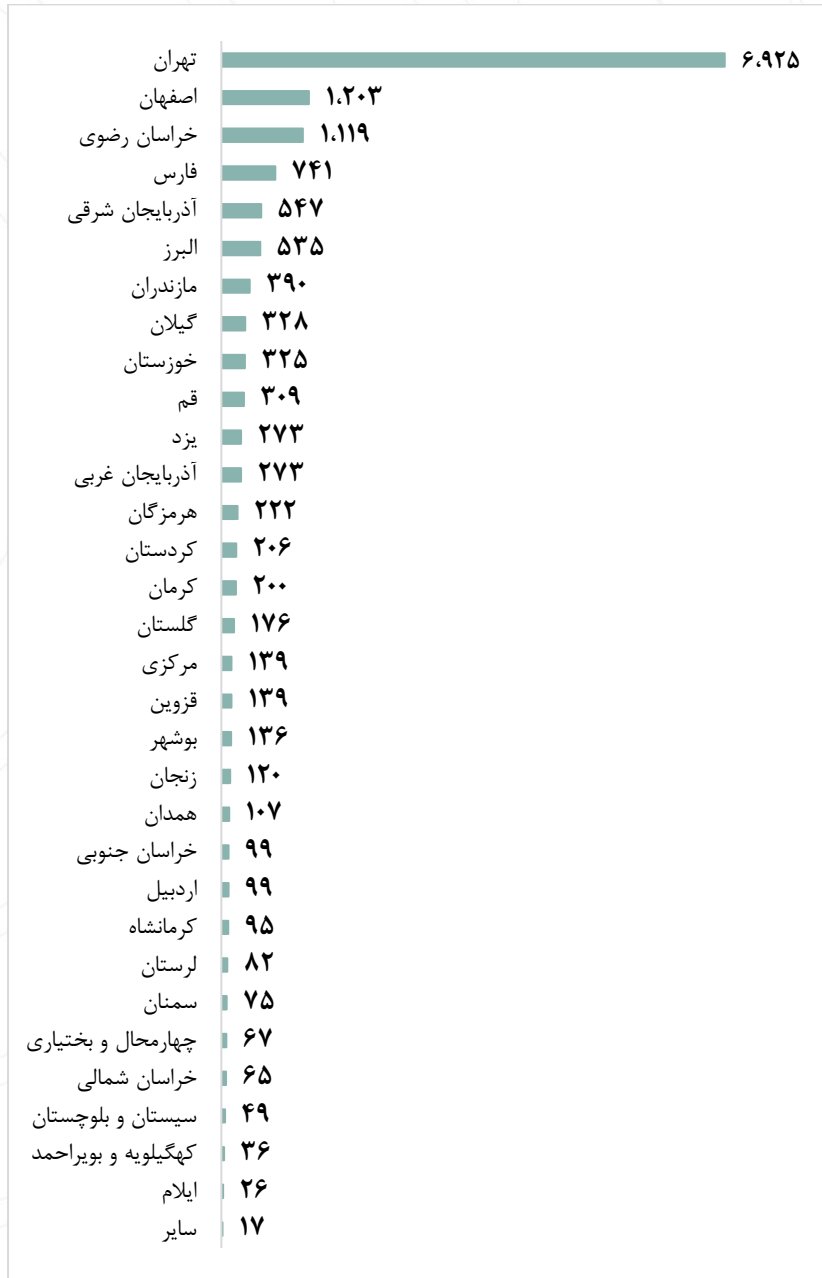 تهران ۶،۹۲۵
اصفهان ۱،۲۰۳
خراسان رضوی ۱،۱۱۹
فارس ۷۴۱
آذربایجان شرقی ۵۴۷
البرز ۵۳۵
مازندران ۳۹۰
گیلان ۳۲۸
خوزستان ۳۲۵
قم ۳۰۹
یزد ۲۷۳
آذربایجان غربی ۲۷۳
هرمزگان ۲۲۲
کردستان ۲۰۶
کرمان ۲۰۰
گلستان ۱۷۶
مرکزی ۱۳۹
قزوین ۱۳۹
بوشهر ۱۳۶
زنجان ۱۲۰
همدان ۱۰۷
خراسان جنوبی ۹۹
اردبیل ۹۹
کرمانشاه ۹۵
لرستان ۸۲
سمنان ۷۵
چهارمحال و بختیاری ۶۷
خراسان شمالی ۶۵
سیستان و بلوچستان ۴۹
کهگیلویه و بویراحمد ۳۶
ایلام ۲۶
سایر ۱۷